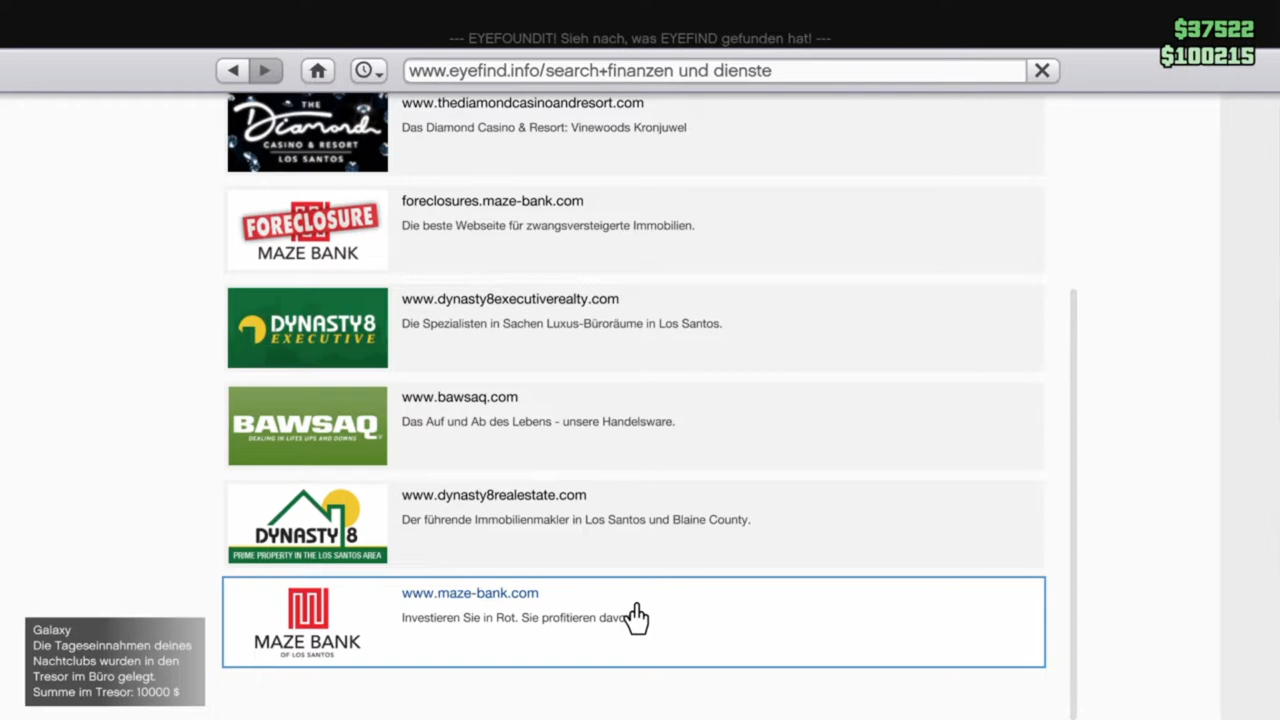 $37522
--- EYEFOUNDIT! Sieh nach, was EYEFIND gefunden hat! ---
$100215
www.eyefind.info/search+finanzen und dienste
THE
Diamond
CASINO & RESORT
LOS SANTOS
www.thediamondcasinoandresort.com
Das Diamond Casino & Resort: Vinewoods Kronjuwel
FORECLOSURE
MAZE BANK
foreclosures.maze-bank.com
Die beste Webseite für zwangsversteigerte Immobilien.
DYNASTY8
EXECUTIVE
www.dynasty8executiverealty.com
Die Spezialisten in Sachen Luxus-Büroräume in Los Santos.
BAWSAQ
DEALING IN LIFES UPS AND DOWNS
www.bawsaq.com
Das Auf und Ab des Lebens - unsere Handelsware.
DYNASTY 8
PRIME PROPERTY IN THE LOS SANTOS AREA
www.dynasty8realestate.com
Der führende Immobilienmakler in Los Santos und Blaine County.
MAZE BANK
OF LOS SANTOS
www.maze-bank.com
Investieren Sie in Rot. Sie profitieren
Galaxy
Die Tageseinnahmen deines
Nachtclubs wurden in den
Tresor im Büro gelegt.
Summe im Tresor: 10000 $